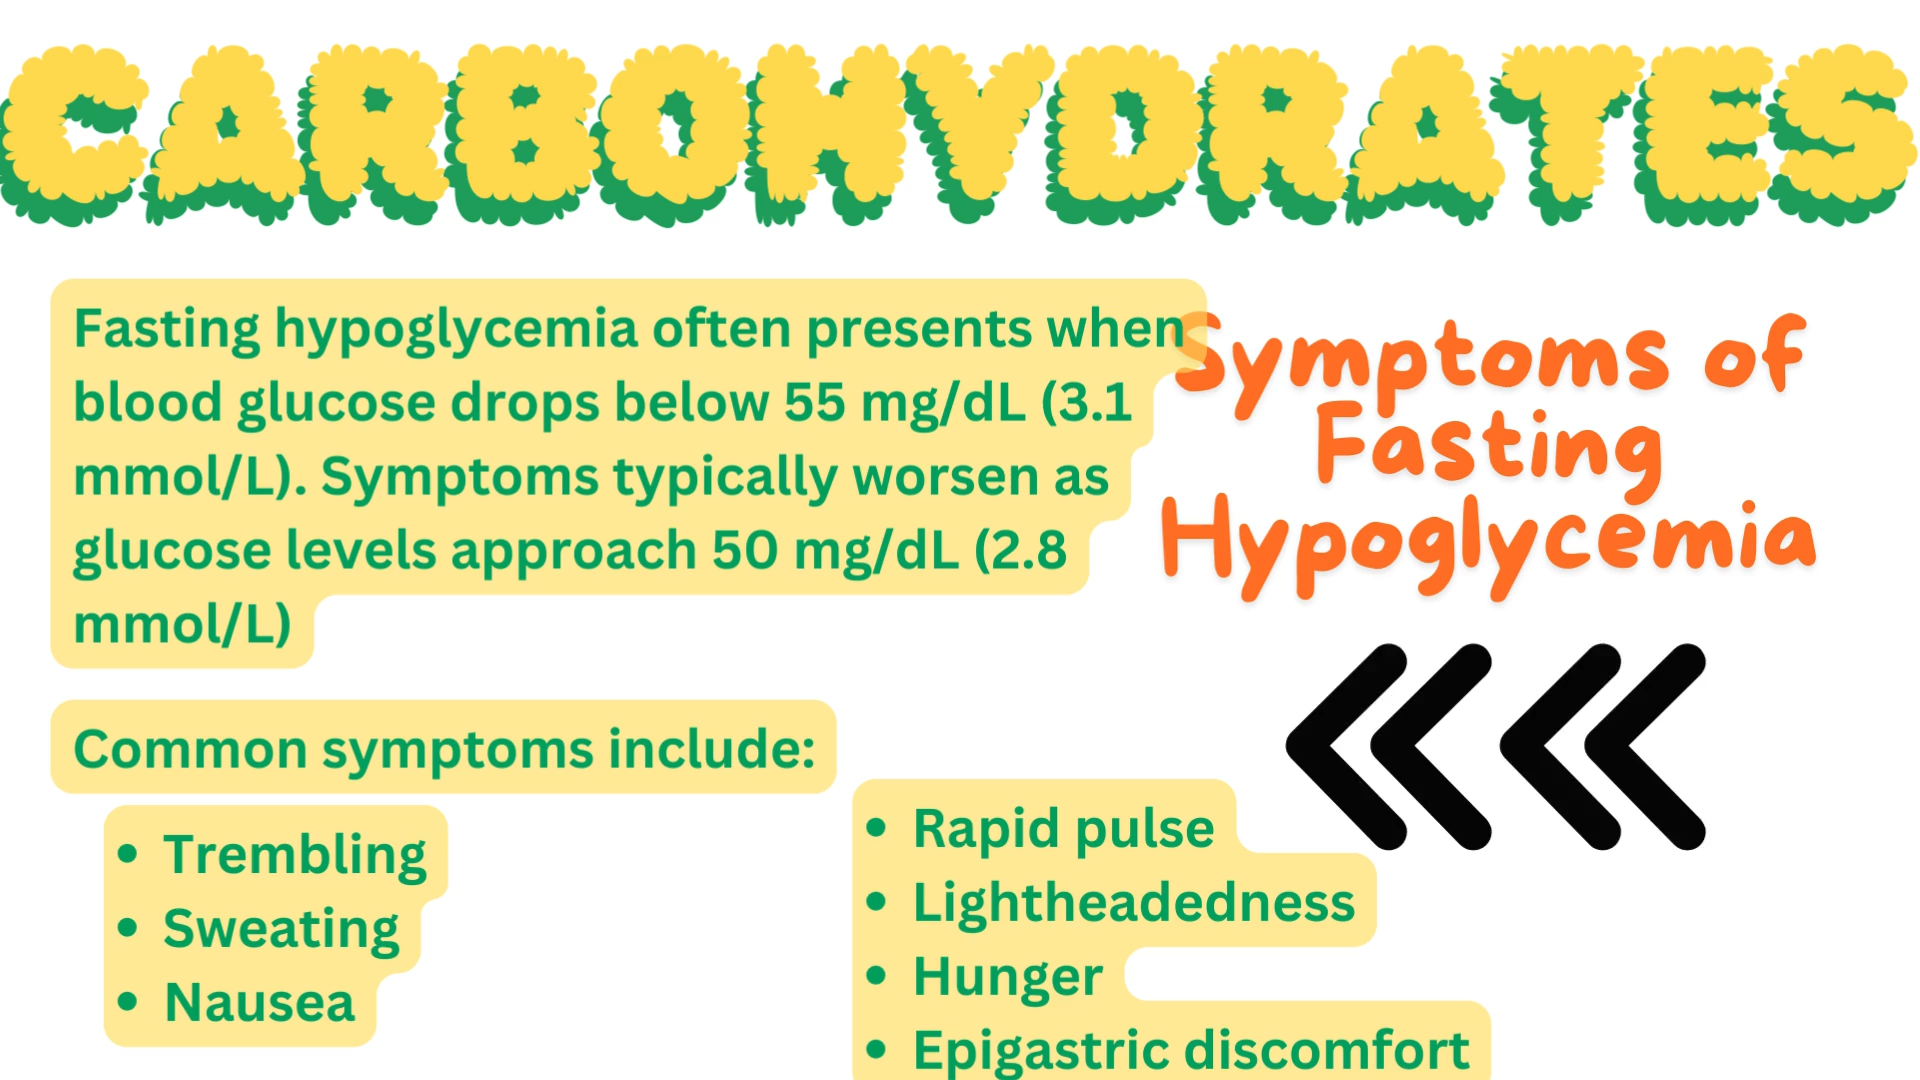 CARBOHYDRATES
Fasting hypoglycemia often presents when
blood glucose drops below 55 mg/dL (3.1
mmol/L). Symptoms typically worsen as
glucose levels approach 50 mg/dL (2.8
mmol/L)
Symptoms of
Fasting
Hypoglycemia
Common symptoms include:
• Trembling
• Sweating
• Nausea
• Rapid pulse
• Lightheadedness
• Hunger
• Epigastric discomfort